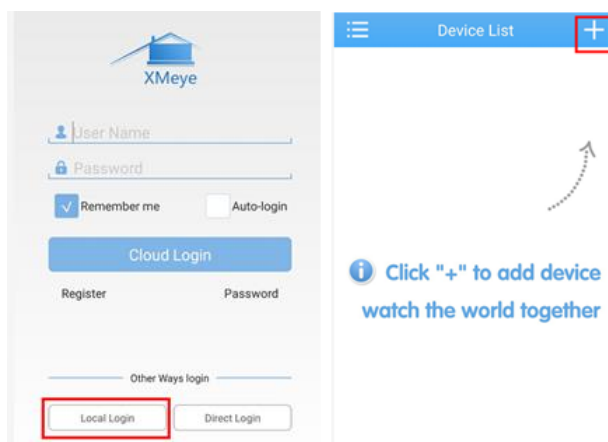 XMeye
User Name
Password
Remember me
Auto-login
Cloud Login
Register
Password
Other Ways login
Local Login
Direct Login
Device List
+
Click "+" to add device
watch the world together